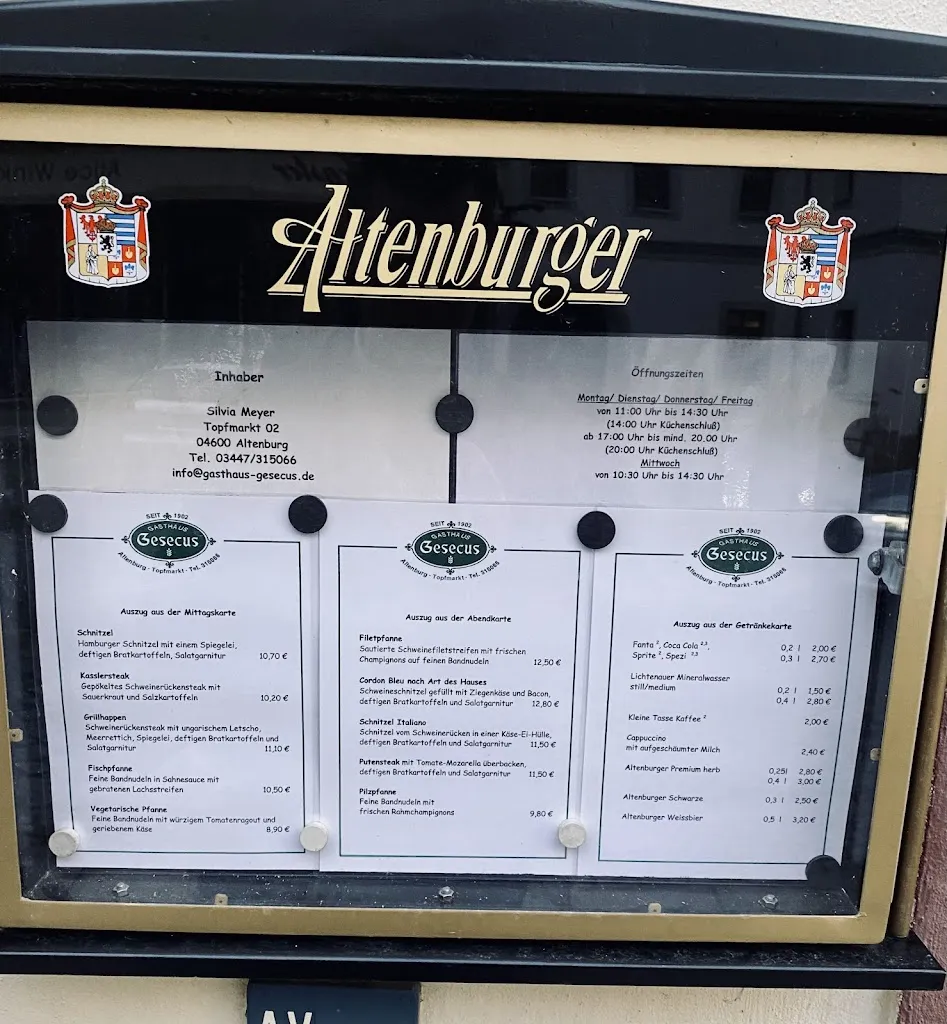 Altenburger
Inhaber
Silvia Meyer
Topfmarkt 02
04600 Altenburg
Tel. 03447/315066
info@gasthaus-gesecus.de
Öffnungszeiten
Montag/ Dienstag/ Donnerstag/ Freitag
von 11:00 Uhr bis 14:30 Uhr
(14:00 Uhr Küchenschluß)
ab 17:00 Uhr bis mind. 20.00 Uhr
(20:00 Uhr Küchenschluß)
Mittwoch
von 10:30 Uhr bis 14:30 Uhr
SEIT 1902
GASTHAUS
Gesecus
Altenburg · Topfmarkt · Tel. 315066
Auszug aus der Mittagskarte
Schnitzel
Hamburger Schnitzel mit einem Spiegelei,
deftigen Bratkartoffeln, Salatgarnitur 10,70 €
Kasslersteak
Gepökeltes Schweinerückensteak mit
Sauerkraut und Salzkartoffeln 10,20 €
Grillhappen
Schweinerückensteak mit ungarischem Letscho,
Meerrettich, Spiegelei, deftigen Bratkartoffeln und
Salatgarnitur 11,10 €
Fischpfanne
Feine Bandnudeln in Sahnesauce mit
gebratenen Lachsstreifen 10,50 €
Vegetarische Pfanne
Feine Bandnudeln mit würzigem Tomatenragout und
geriebenem Käse 8,90 €
SEIT 1902
GASTHAUS
Gesecus
Altenburg · Topfmarkt · Tel. 315066
Auszug aus der Abendkarte
Filetpfanne
Sautierte Schweinefiletstreifen mit frischen
Champignons auf feinen Bandnudeln 12,50 €
Cordon Bleu nach Art des Hauses
Schweineschnitzel gefüllt mit Ziegenkäse und Bacon,
deftigen Bratkartoffeln und Salatgarnitur 12,80 €
Schnitzel Italiano
Schnitzel vom Schweinerücken in einer Käse-Ei-Hülle,
deftigen Bratkartoffeln und Salatgarnitur 11,50 €
Putensteak mit Tomate-Mozarella überbacken,
deftigen Bratkartoffeln und Salatgarnitur 11,50 €
Pilzpfanne
Feine Bandnudeln mit
frischen Rahmchampignons 9,80 €
SEIT 1902
GASTHAUS
Gesecus
Altenburg · Topfmarkt · Tel. 315066
Auszug aus der Getränkekarte
Fanta ², Coca Cola ²·³, 0,2 l 2,00 €
Sprite ², Spezi ²·³ 0,3 l 2,70 €
Lichtenauer Mineralwasser
still/medium 0,2 l 1,50 €
0,4 l 2,80 €
Kleine Tasse Kaffee ² 2,00 €
Cappuccino
mit aufgeschäumter Milch 2,40 €
Altenburger Premium herb 0,25l 2,80 €
0,4 l 3,00 €
Altenburger Schwarze 0,3 l 2,50 €
Altenburger Weissbier 0,5 l 3,20 €